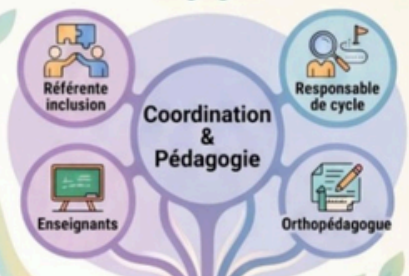 Référente
inclusion
Responsable
de cycle
Coordination
&
Pédagogie
Enseignants
Orthopédagogue